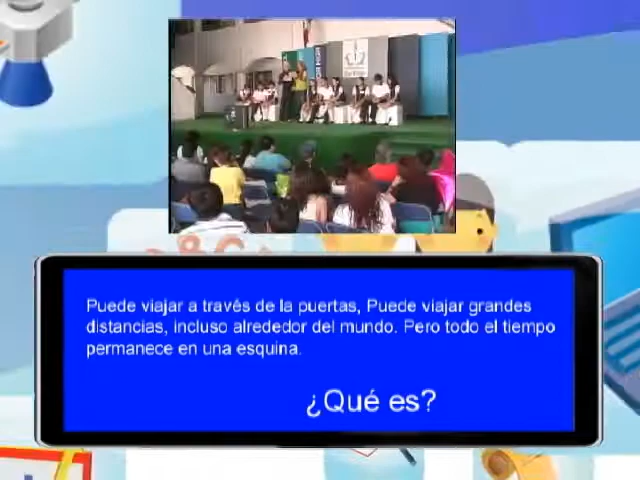 Puede viajar a través de la puertas, Puede viajar grandes
distancias, incluso alrededor del mundo. Pero todo el tiempo
permanece en una esquina.
¿Qué es?